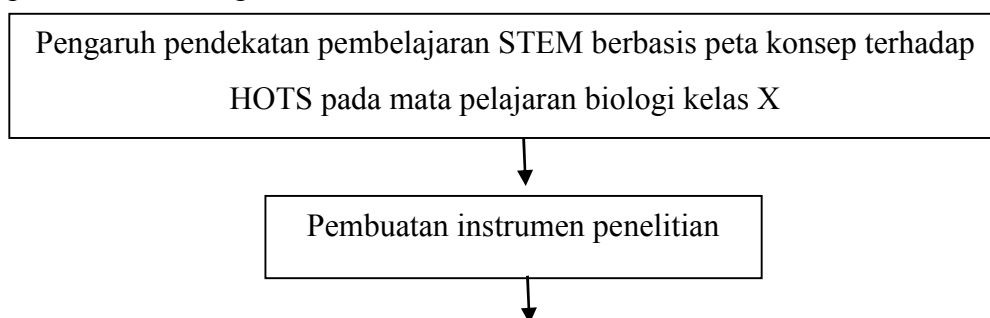 Pengaruh pendekatan pembelajaran STEM berbasis peta konsep terhadap
HOTS pada mata pelajaran biologi kelas X
Pembuatan instrumen penelitian